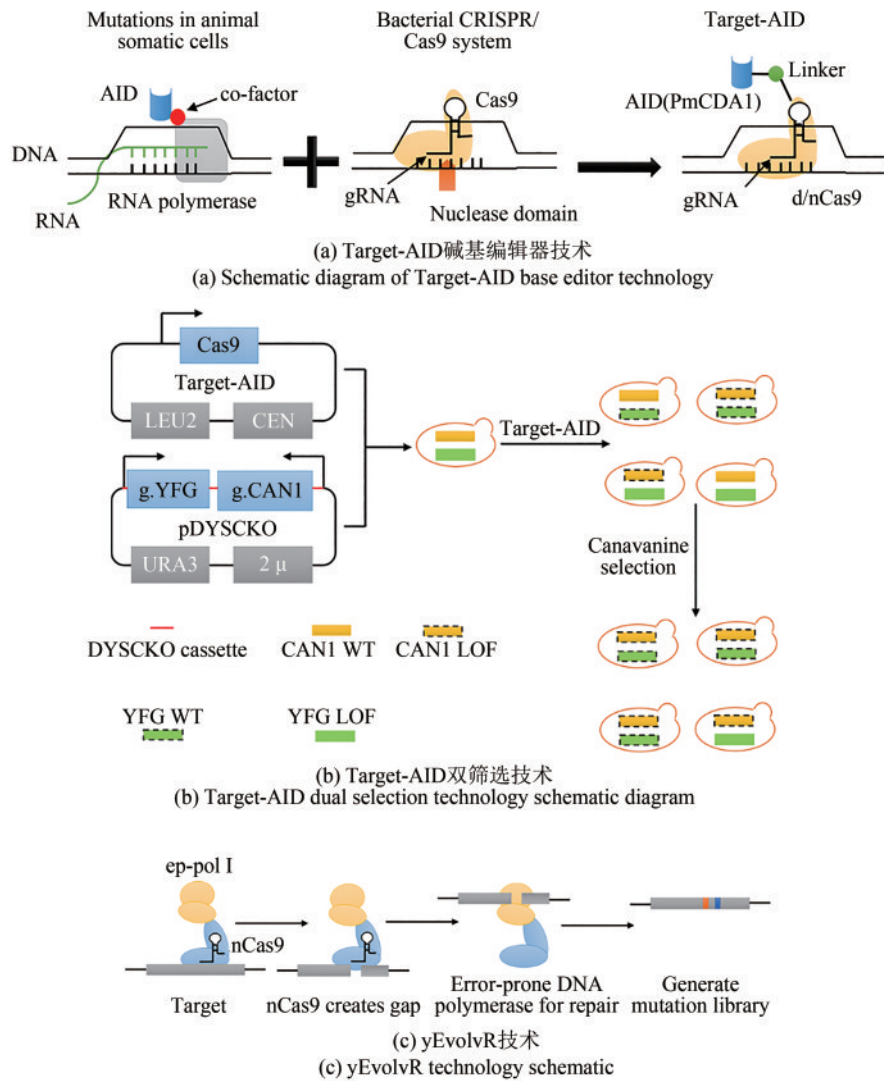 Mutations in animal
somatic cells
Bacterial CRISPR/
Cas9 system
Target-AID
AID
co-factor
DNA
RNA
RNA polymerase
Cas9
gRNA
Nuclease domain
Linker
AID(PmCDA1)
gRNA
d/nCas9
(a) Target-AID碱基编辑器技术
(a) Schematic diagram of Target-AID base editor technology
Cas9
Target-AID
LEU2
CEN
g.YFG
g.CAN1
pDYSCKO
URA3
2 μ
Target-AID
Canavanine
selection
DYSCKO cassette
CAN1 WT
CAN1 LOF
YFG WT
YFG LOF
(b) Target-AID双筛选技术
(b) Target-AID dual selection technology schematic diagram
ep-pol I
nCas9
Target
nCas9 creates gap
Error-prone DNA
polymerase for repair
Generate
mutation library
(c) yEvolvR技术
(c) yEvolvR technology schematic